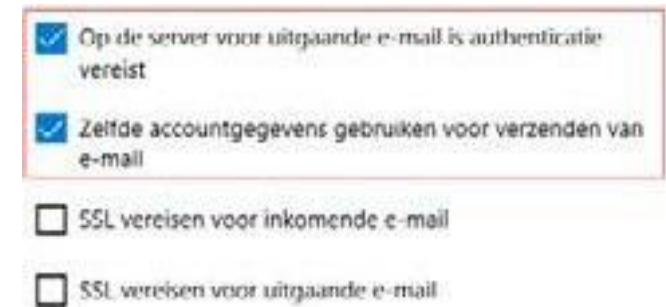 Op de server voor uitgaande e-mail is authenticatie
vereist
Zelfde accountgegevens gebruiken voor verzenden van
e-mail
SSL vereisen voor inkomende e-mail
SSL vereisen voor uitgaande e-mail